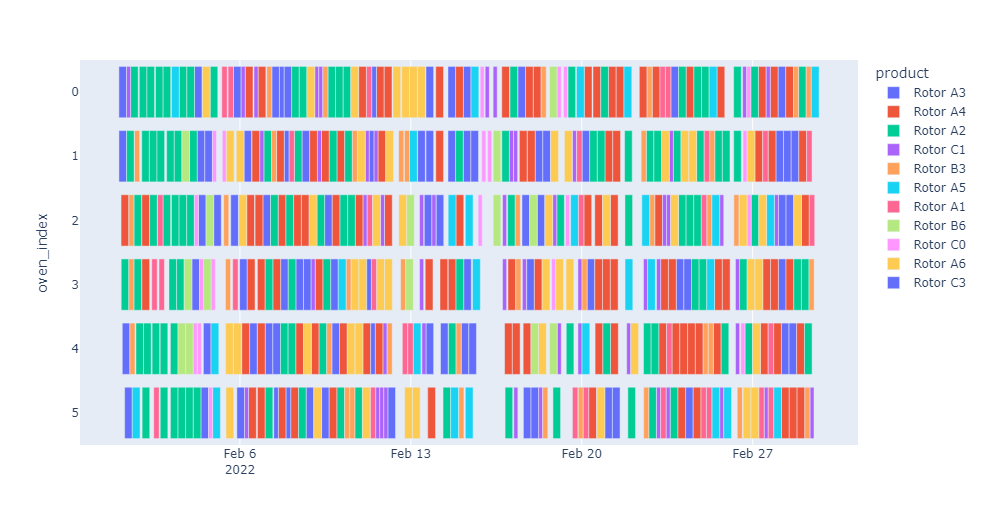 product
Rotor A3
Rotor A4
Rotor A2
Rotor C1
Rotor B3
Rotor A5
Rotor A1
Rotor B6
Rotor C0
Rotor A6
Rotor C3
oven_index
0
1
2
3
4
5
Feb 6
2022
Feb 13
Feb 20
Feb 27